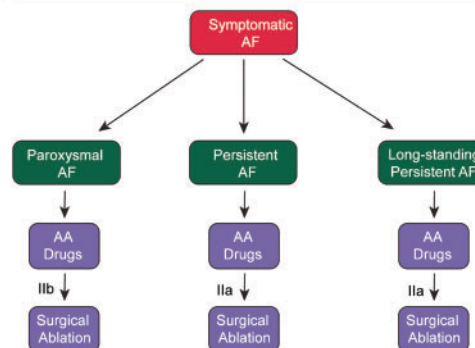 Symptomatic
AF
Paroxysmal
AF
Persistent
AF
Long-standing
Persistent AF
AA
Drugs
AA
Drugs
AA
Drugs
IIb
IIa
IIa
Surgical
Ablation
Surgical
Ablation
Surgical
Ablation